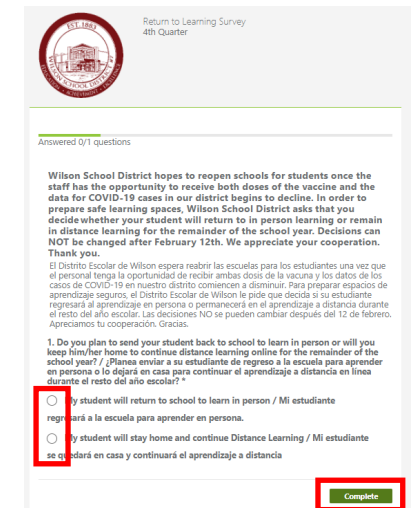 EST. 1883
WILSON SCHOOL DISTRICT #7
Return to Learning Survey
4th Quarter
Answered 0/1 questions
Wilson School District hopes to reopen schools for students once the
staff has the opportunity to receive both doses of the vaccine and the
data for COVID-19 cases in our district begins to decline. In order to
prepare safe learning spaces, Wilson School District asks that you
decide whether your student will return to in person learning or remain
in distance learning for the remainder of the school year. Decisions can
NOT be changed after February 12th. We appreciate your cooperation.
Thank you.
El Distrito Escolar de Wilson espera reabrir las escuelas para los estudiantes una vez que
el personal tenga la oportunidad de recibir ambas dosis de la vacuna y los datos de los
casos de COVID-19 en nuestro distrito comiencen a disminuir. Para preparar espacios de
aprendizaje seguros, el Distrito Escolar de Wilson le pide que decida si su estudiante
regresará al aprendizaje en persona o permanecerá en el aprendizaje a distancia durante
el resto del año escolar. Las decisiones NO se pueden cambiar después del 12 de febrero.
Apreciamos tu cooperación. Gracias.
1. Do you plan to send your student back to school to learn in person or will you
keep him/her home to continue distance learning online for the remainder of the
school year? / ¿Planea enviar a su estudiante de regreso a la escuela para aprender
en persona o lo dejará en casa para continuar el aprendizaje a distancia en línea
durante el resto del año escolar? *
My student will return to school to learn in person / Mi estudiante
regresará a la escuela para aprender en persona.
My student will stay home and continue Distance Learning / Mi estudiante
se quedará en casa y continuará el aprendizaje a distancia
Complete